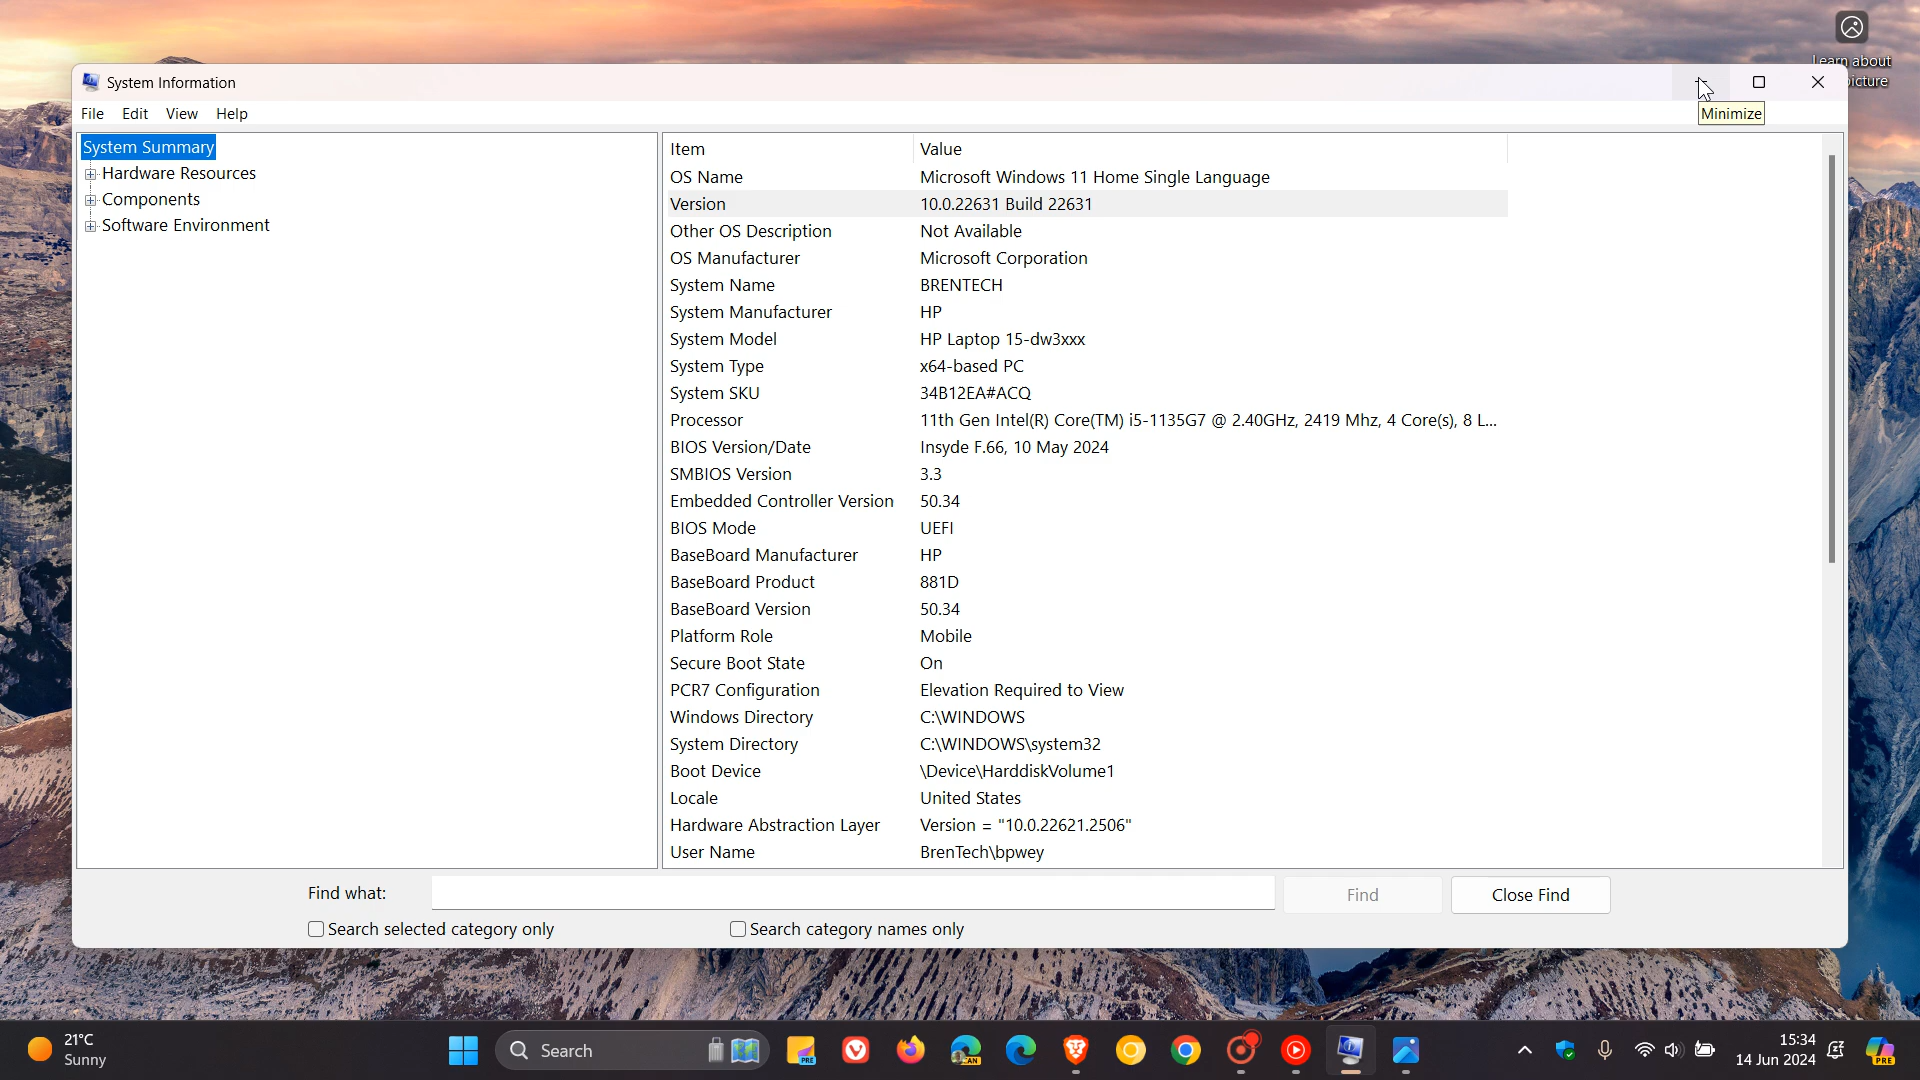 Learn about
picture
System Information
Minimize
File Edit View Help
System Summary
Hardware Resources
Components
Software Environment
Item Value
OS Name Microsoft Windows 11 Home Single Language
Version 10.0.22631 Build 22631
Other OS Description Not Available
OS Manufacturer Microsoft Corporation
System Name BRENTECH
System Manufacturer HP
System Model HP Laptop 15-dw3xxx
System Type x64-based PC
System SKU 34B12EA#ACQ
Processor 11th Gen Intel(R) Core(TM) i5-1135G7 @ 2.40GHz, 2419 Mhz, 4 Core(s), 8 L...
BIOS Version/Date Insyde F.66, 10 May 2024
SMBIOS Version 3.3
Embedded Controller Version 50.34
BIOS Mode UEFI
BaseBoard Manufacturer HP
BaseBoard Product 881D
BaseBoard Version 50.34
Platform Role Mobile
Secure Boot State On
PCR7 Configuration Elevation Required to View
Windows Directory C:\WINDOWS
System Directory C:\WINDOWS\system32
Boot Device \Device\HarddiskVolume1
Locale United States
Hardware Abstraction Layer Version = "10.0.22621.2506"
User Name BrenTech\bpwey
Find what: Find Close Find
Search selected category only Search category names only
21°C
Sunny
Search
PRE
CAN
15:34
14 Jun 2024
PRE